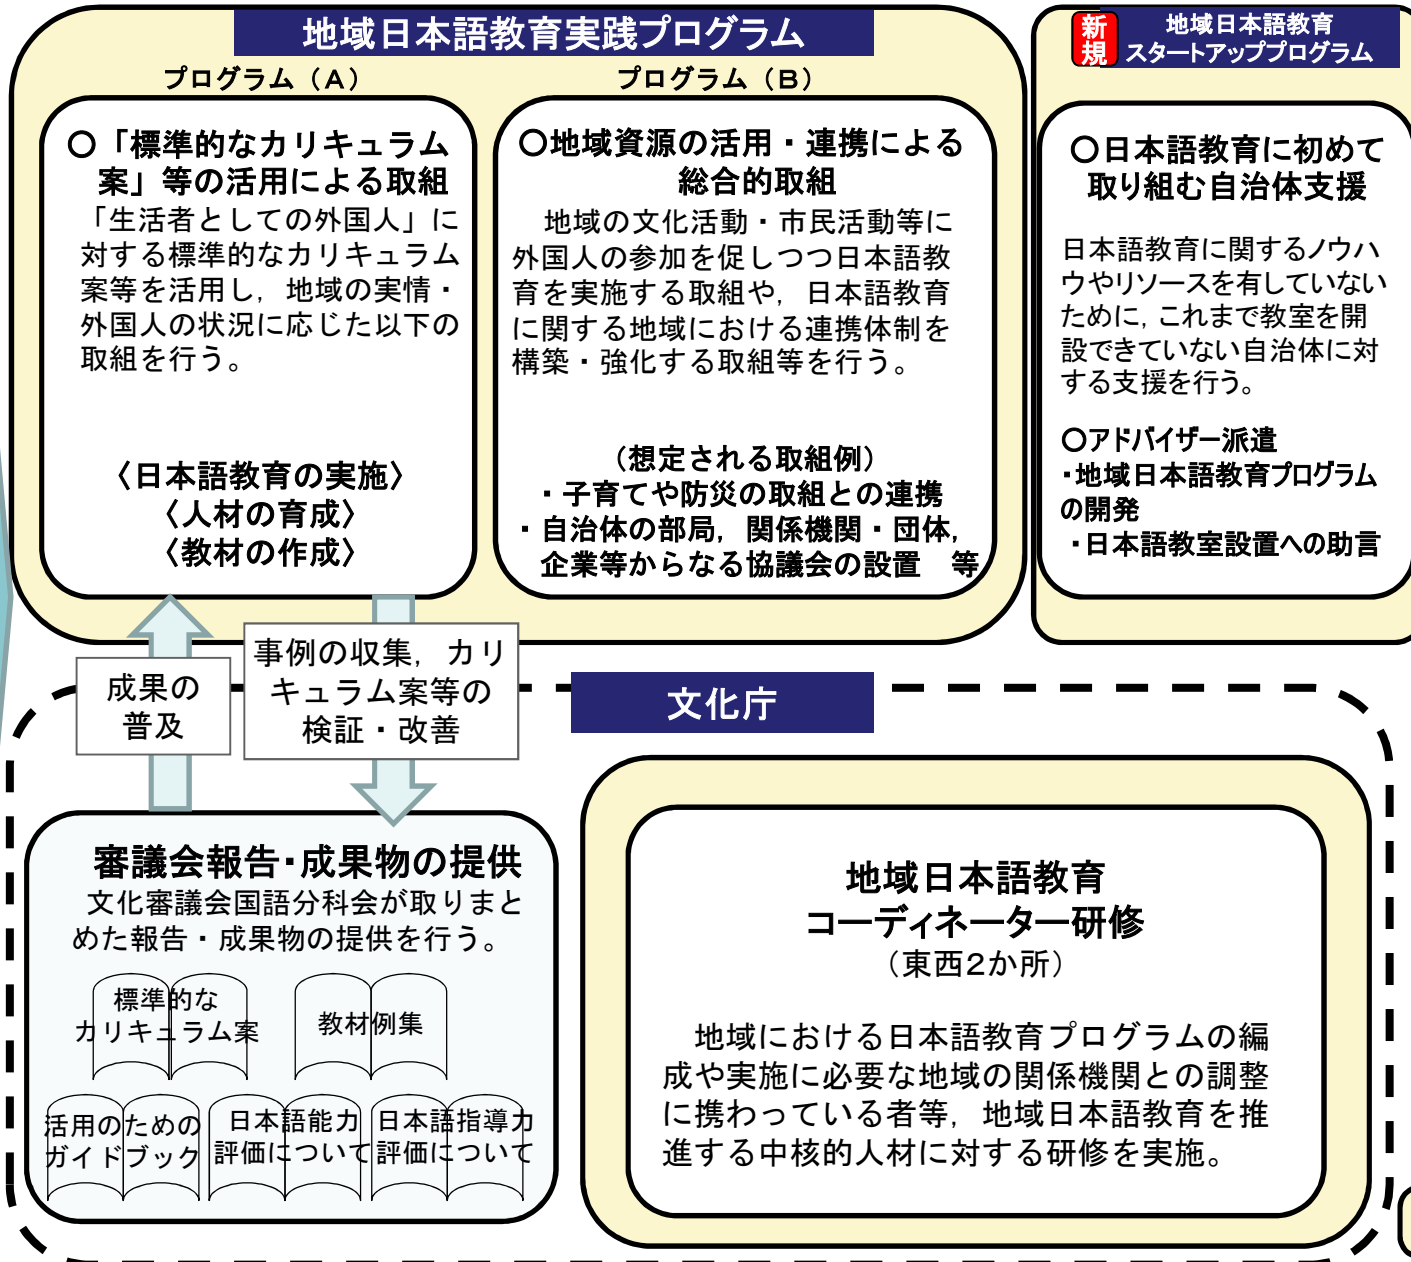 地域日本語教育実践プログラム
プログラム（Ａ）
〇「標準的なカリキュラム
案」等の活用による取組
「生活者としての外国人」に
対する標準的なカリキュラム
案等を活用し，地域の実情・
外国人の状況に応じた以下の
取組を行う。
〈日本語教育の実施〉
〈人材の育成〉
〈教材の作成〉
プログラム（Ｂ）
〇地域資源の活用・連携による
総合的取組
地域の文化活動・市民活動等に
外国人の参加を促しつつ日本語教
育を実施する取組や，日本語教育
に関する地域における連携体制を
構築・強化する取組等を行う。
（想定される取組例）
・子育てや防災の取組との連携
・自治体の部局，関係機関・団体，
企業等からなる協議会の設置　等
新規
地域日本語教育
スタートアッププログラム
〇日本語教育に初めて
取り組む自治体支援
日本語教育に関するノウハ
ウやリソースを有していない
ために，これまで教室を開
設できていない自治体に対
する支援を行う。
〇アドバイザー派遣
・地域日本語教育プログラム
の開発
・日本語教室設置への助言
成果の
普及
事例の収集，カリ
キュラム案等の
検証・改善
文化庁
審議会報告・成果物の提供
文化審議会国語分科会が取りまと
めた報告・成果物の提供を行う。
標準的な
カリキュラム案
教材例集
活用のための
ガイドブック
日本語能力
評価について
日本語指導力
評価について
地域日本語教育
コーディネーター研修
（東西２か所）
地域における日本語教育プログラムの編
成や実施に必要な地域の関係機関との調整
に携わっている者等，地域日本語教育を推
進する中核的人材に対する研修を実施。